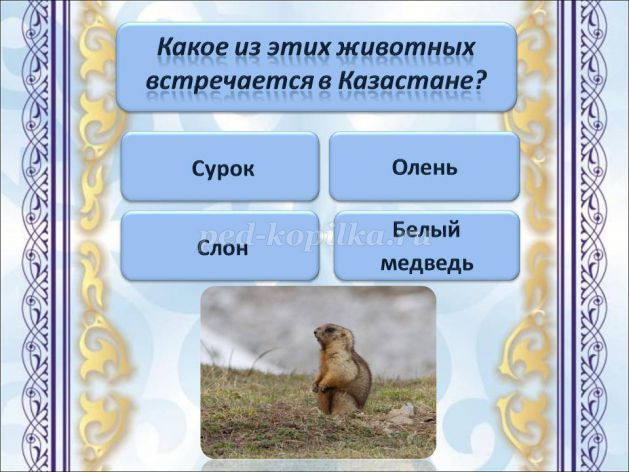 Какое из этих животных
встречается в Казастане?
Сурок
Олень
Слон
Белый
медведь
ped-kopilka.ru